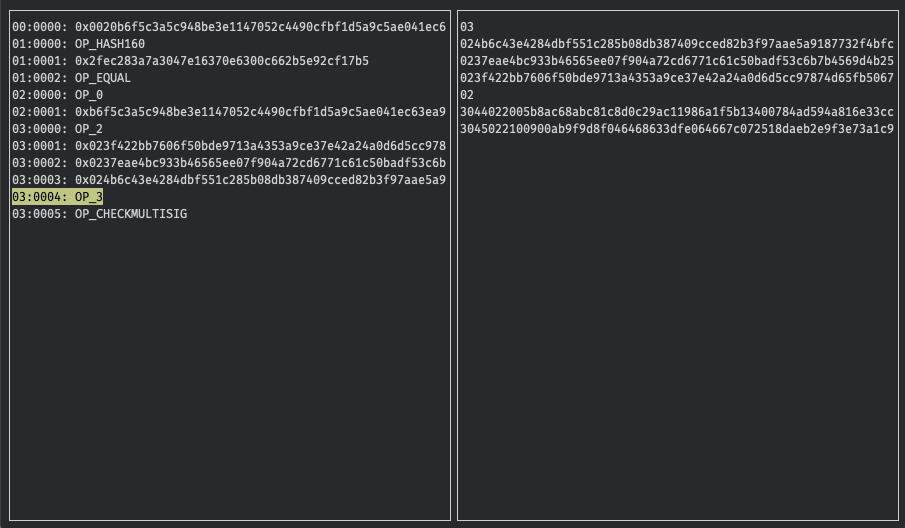 00:0000: 0x0020b6f5c3a5c948be3e1147052c4490cfbf1d5a9c5ae041ec6
01:0000: OP_HASH160
01:0001: 0x2fec283a7a3047e16370e6300c662b5e92cf17b5
01:0002: OP_EQUAL
02:0000: OP_0
02:0001: 0xb6f5c3a5c948be3e1147052c4490cfbf1d5a9c5ae041ec63ea9
03:0000: OP_2
03:0001: 0x023f422bb7606f50bde9713a4353a9ce37e42a24a0d6d5cc978
03:0002: 0x0237eae4bc933b46565ee07f904a72cd6771c61c50badf53c6b
03:0003: 0x024b6c43e4284dbf551c285b08db387409cced82b3f97aae5a9
03:0004: OP_3
03:0005: OP_CHECKMULTISIG
03
024b6c43e4284dbf551c285b08db387409cced82b3f97aae5a9187732f4bfc
0237eae4bc933b46565ee07f904a72cd6771c61c50badf53c6b7b4569d4b25
023f422bb7606f50bde9713a4353a9ce37e42a24a0d6d5cc97874d65fb5067
02
3044022005b8ac68abc81c8d0c29ac11986a1f5b13400784ad594a816e33cc
3045022100900ab9f9d8f046468633dfe064667c072518daeb2e9f3e73a1c9